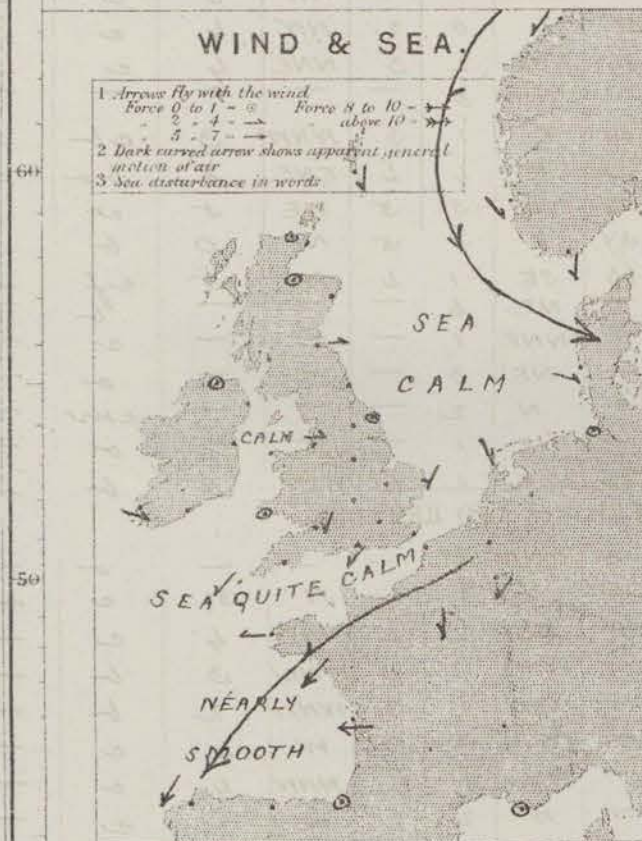 WIND & SEA.
1 Arrows fly with the wind
Force 0 to 1 = Force 8 to 10 =
" 2 " 4 = above 10 =
" 5 " 7 =
2 Dark curved arrow shows apparent general
motion of air
3 Sea disturbance in words
60
SEA
CALM
CALM
50
SEA QUITE CALM
NEARLY
SMOOTH